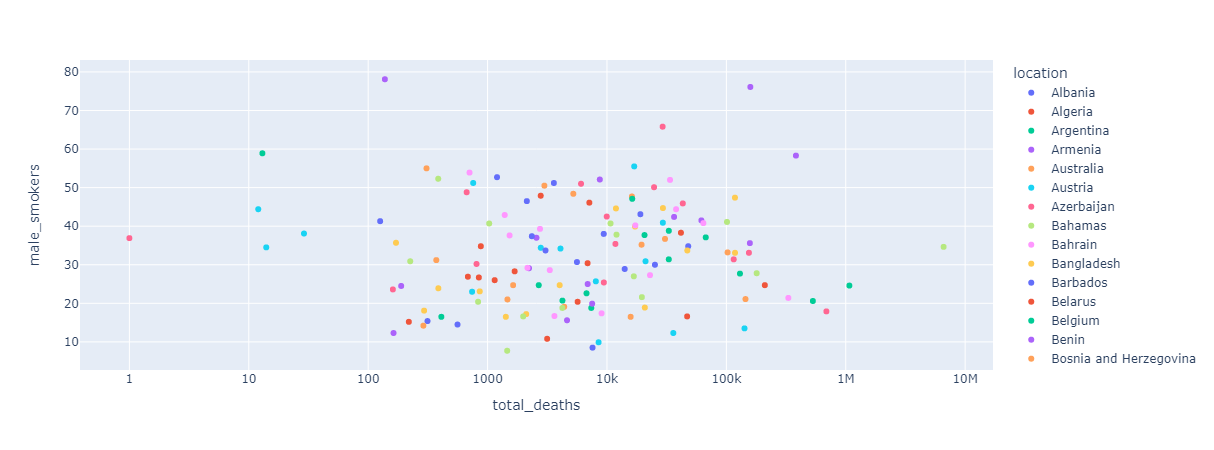 80
70
60
50
40
30
20
10
male_smokers
1 10 100 1000 10k 100k 1M 10M
total_deaths
location
Albania
Algeria
Argentina
Armenia
Australia
Austria
Azerbaijan
Bahamas
Bahrain
Bangladesh
Barbados
Belarus
Belgium
Benin
Bosnia and Herzegovina